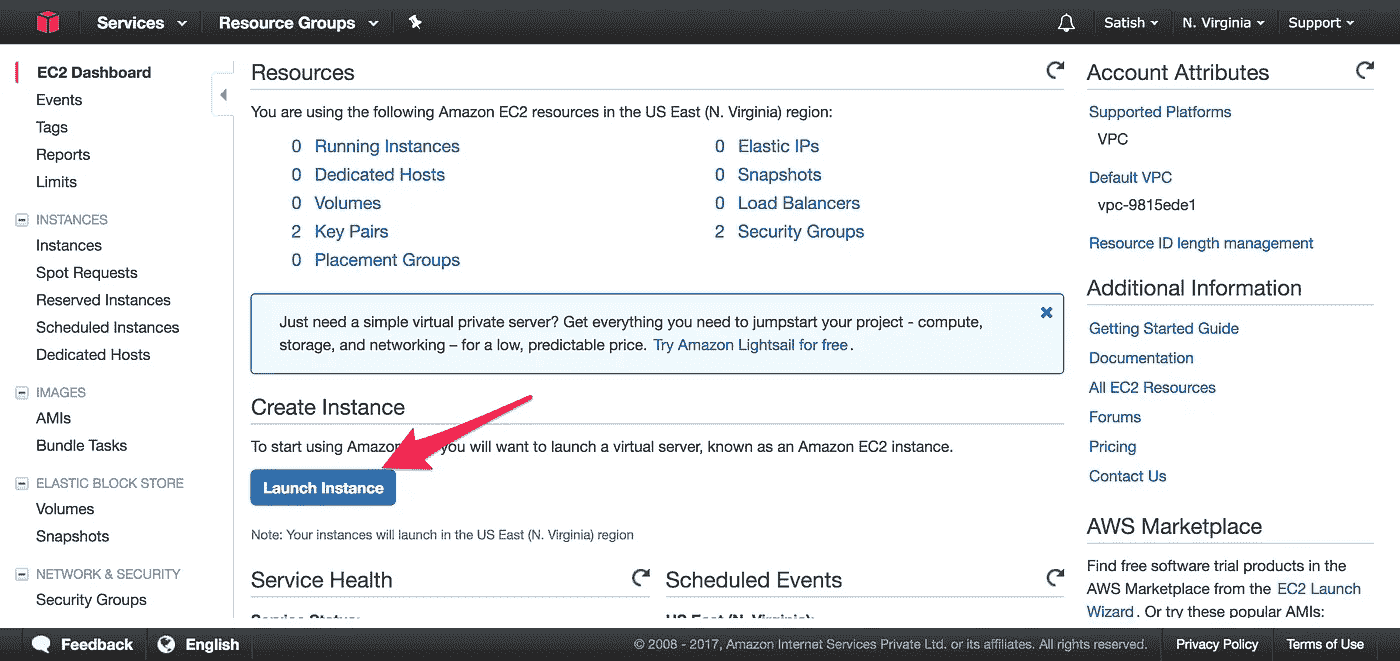 Services
Resource Groups
Satish
N. Virginia
Support
EC2 Dashboard
Events
Tags
Reports
Limits
INSTANCES
Instances
Spot Requests
Reserved Instances
Scheduled Instances
Dedicated Hosts
IMAGES
AMIs
Bundle Tasks
ELASTIC BLOCK STORE
Volumes
Snapshots
NETWORK & SECURITY
Security Groups
Resources
You are using the following Amazon EC2 resources in the US East (N. Virginia) region:
0 Running Instances
0 Dedicated Hosts
0 Volumes
2 Key Pairs
0 Placement Groups
0 Elastic IPs
0 Snapshots
0 Load Balancers
2 Security Groups
Just need a simple virtual private server? Get everything you need to jumpstart your project - compute,
storage, and networking – for a low, predictable price. Try Amazon Lightsail for free.
Create Instance
To start using Amazon you will want to launch a virtual server, known as an Amazon EC2 instance.
Launch Instance
Note: Your instances will launch in the US East (N. Virginia) region
Service Health
Service Status:
Scheduled Events
US East (N. Virginia):
Account Attributes
Supported Platforms
VPC
Default VPC
vpc-9815ede1
Resource ID length management
Additional Information
Getting Started Guide
Documentation
All EC2 Resources
Forums
Pricing
Contact Us
AWS Marketplace
Find free software trial products in the
AWS Marketplace from the EC2 Launch
Wizard. Or try these popular AMIs:
Feedback
English
© 2008 - 2017, Amazon Internet Services Private Ltd. or its affiliates. All rights reserved.
Privacy Policy
Terms of Use